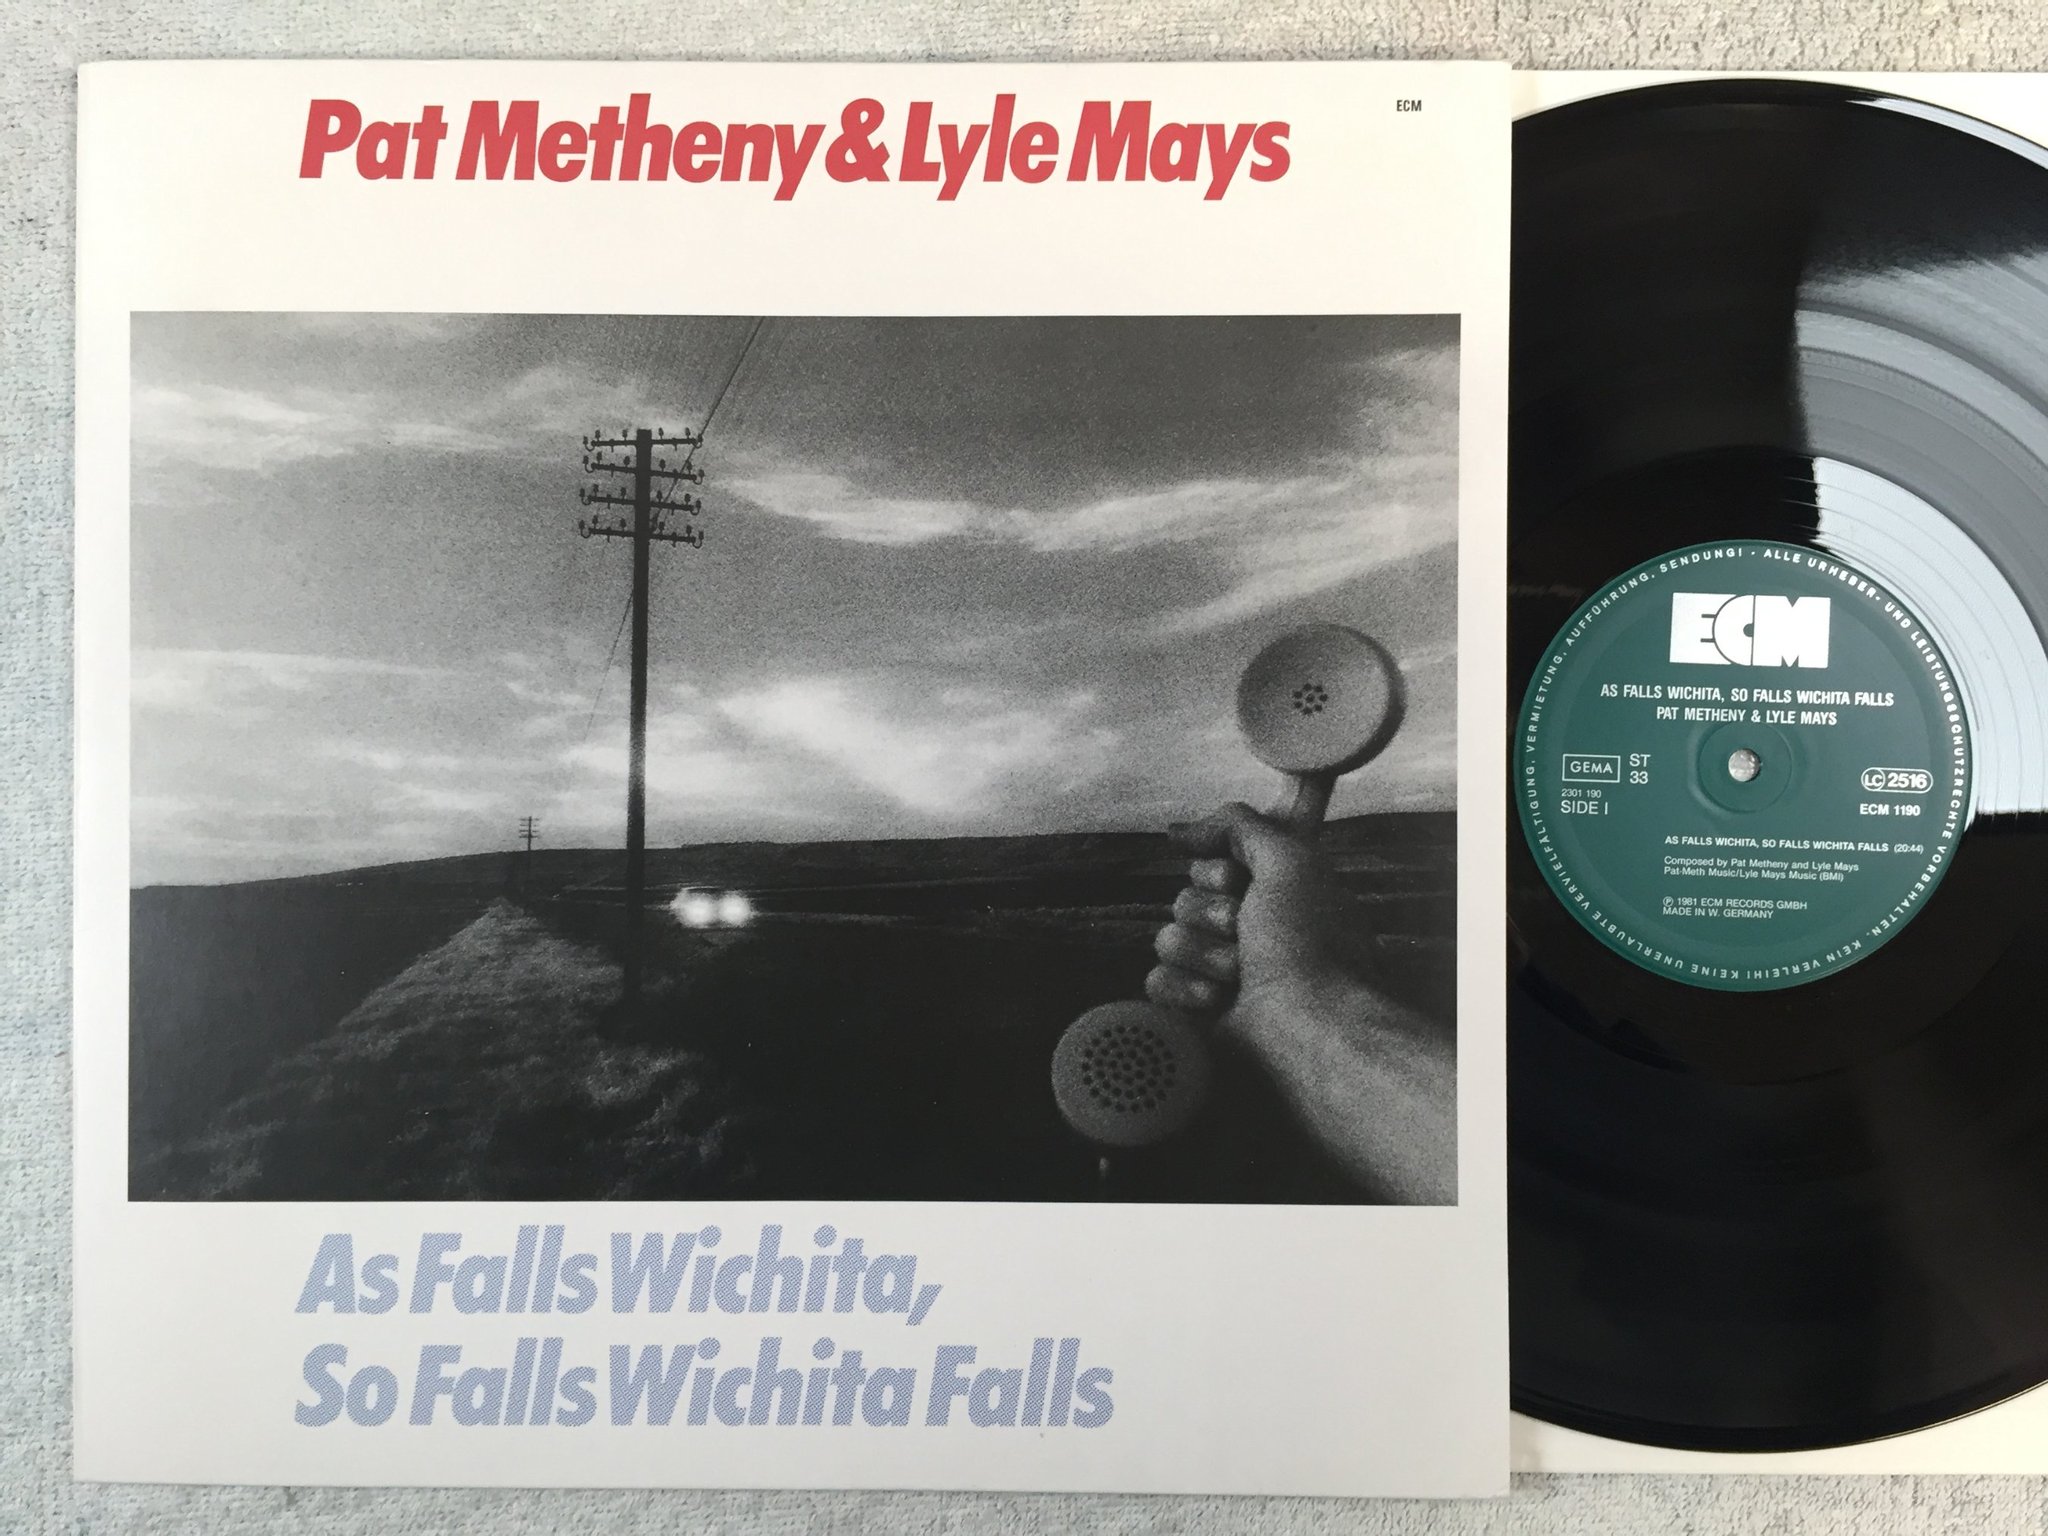 Pat Metheny & Lyle Mays
ECM
As Falls Wichita,
So Falls Wichita Falls
ECM
AS FALLS WICHITA, SO FALLS WICHITA FALLS
PAT METHENY & LYLE MAYS
GEMA
ST
33
2301 190
SIDE I
LC 2516
ECM 1190
AS FALLS WICHITA, SO FALLS WICHITA FALLS (20:44)
Composed by Pat Metheny and Lyle Mays
Pat-Meth Music/Lyle Mays Music (BMI)
℗ 1981 ECM RECORDS GMBH
MADE IN W. GERMANY
ALLE URHEBER- UND LEISTUNGSSCHUTZRECHTE VORBEHALTEN. KEIN VERLEIH! KEINE UNERLAUBTE VERVIELFÄLTIGUNG, VERMIETUNG, AUFFÜHRUNG, SENDUNG! ·